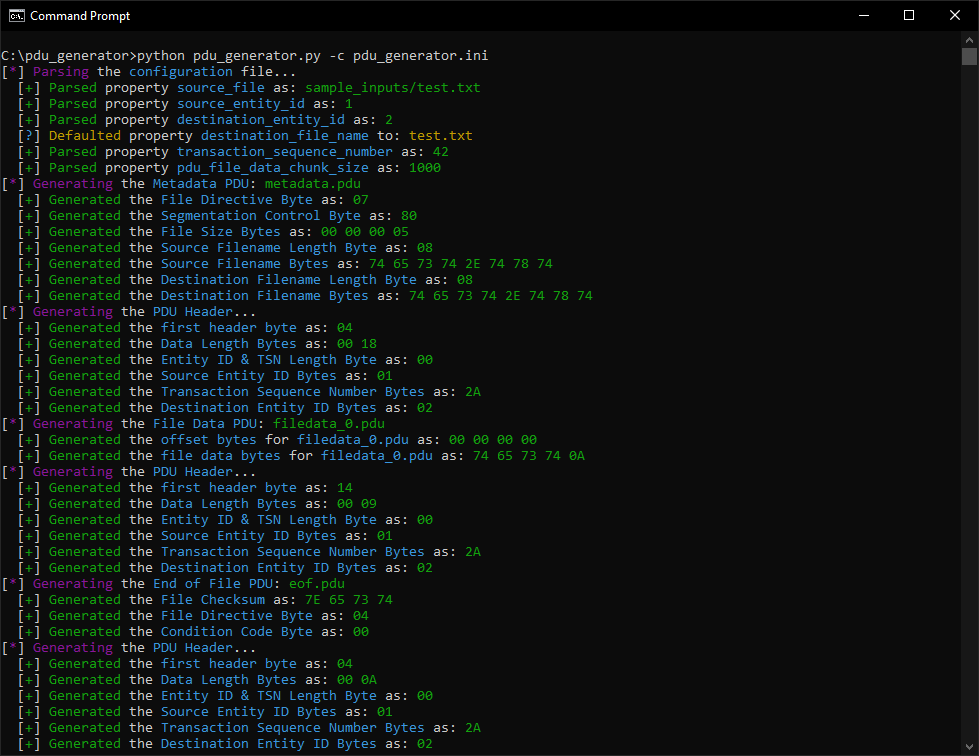 Command Prompt
C:\pdu_generator>python pdu_generator.py -c pdu_generator.ini
[*] Parsing the configuration file...
[+] Parsed property source_file as: sample_inputs/test.txt
[+] Parsed property source_entity_id as: 1
[+] Parsed property destination_entity_id as: 2
[?] Defaulted property destination_file_name to: test.txt
[+] Parsed property transaction_sequence_number as: 42
[+] Parsed property pdu_file_data_chunk_size as: 1000
[*] Generating the Metadata PDU: metadata.pdu
[+] Generated the File Directive Byte as: 07
[+] Generated the Segmentation Control Byte as: 80
[+] Generated the File Size Bytes as: 00 00 00 05
[+] Generated the Source Filename Length Byte as: 08
[+] Generated the Source Filename Bytes as: 74 65 73 74 2E 74 78 74
[+] Generated the Destination Filename Length Byte as: 08
[+] Generated the Destination Filename Bytes as: 74 65 73 74 2E 74 78 74
[*] Generating the PDU Header...
[+] Generated the first header byte as: 04
[+] Generated the Data Length Bytes as: 00 18
[+] Generated the Entity ID & TSN Length Byte as: 00
[+] Generated the Source Entity ID Bytes as: 01
[+] Generated the Transaction Sequence Number Bytes as: 2A
[+] Generated the Destination Entity ID Bytes as: 02
[*] Generating the File Data PDU: filedata_0.pdu
[+] Generated the offset bytes for filedata_0.pdu as: 00 00 00 00
[+] Generated the file data bytes for filedata_0.pdu as: 74 65 73 74 0A
[*] Generating the PDU Header...
[+] Generated the first header byte as: 14
[+] Generated the Data Length Bytes as: 00 09
[+] Generated the Entity ID & TSN Length Byte as: 00
[+] Generated the Source Entity ID Bytes as: 01
[+] Generated the Transaction Sequence Number Bytes as: 2A
[+] Generated the Destination Entity ID Bytes as: 02
[*] Generating the End of File PDU: eof.pdu
[+] Generated the File Checksum as: 7E 65 73 74
[+] Generated the File Directive Byte as: 04
[+] Generated the Condition Code Byte as: 00
[*] Generating the PDU Header...
[+] Generated the first header byte as: 04
[+] Generated the Data Length Bytes as: 00 0A
[+] Generated the Entity ID & TSN Length Byte as: 00
[+] Generated the Source Entity ID Bytes as: 01
[+] Generated the Transaction Sequence Number Bytes as: 2A
[+] Generated the Destination Entity ID Bytes as: 02